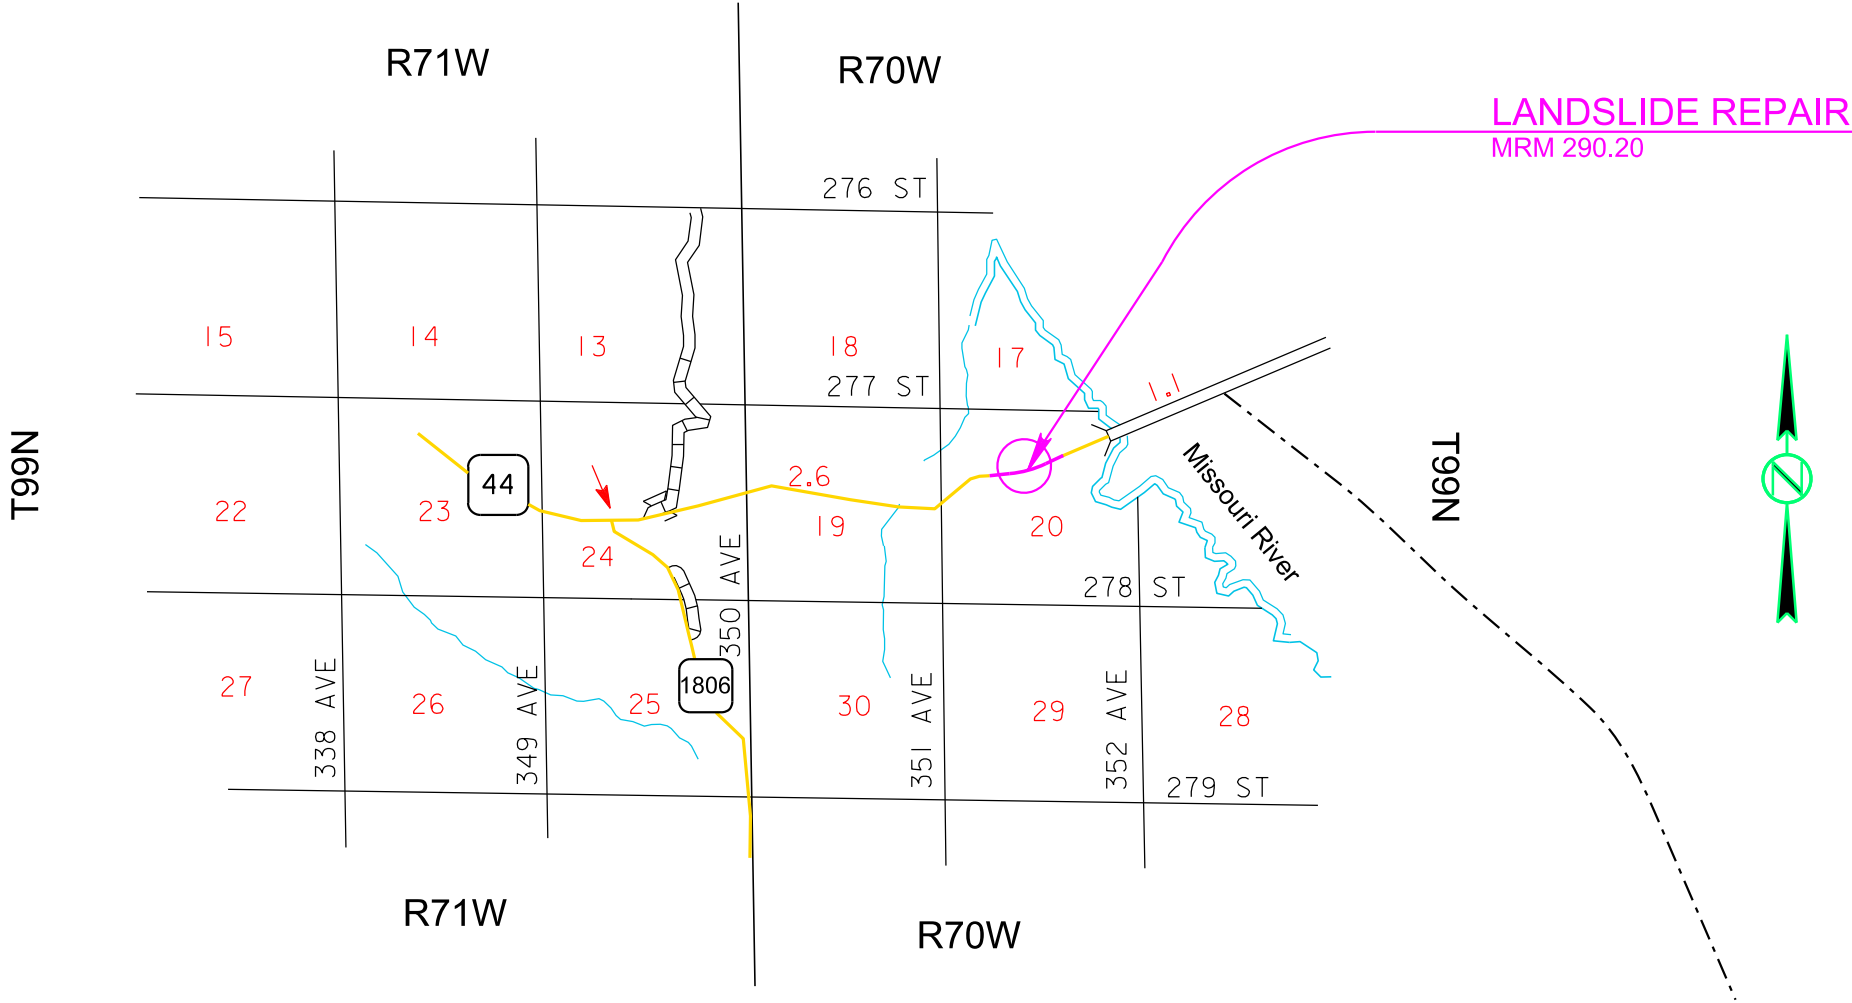 R71W
R70W
LANDSLIDE REPAIR
MRM 290.20
276 ST
15
14
13
18
17
277 ST
1.1
T99N
T99N
44
2.6
Missouri River
22
23
24
19
20
278 ST
350 AVE
1806
27
26
25
30
29
28
338 AVE
349 AVE
351 AVE
352 AVE
279 ST
R71W
R70W
N